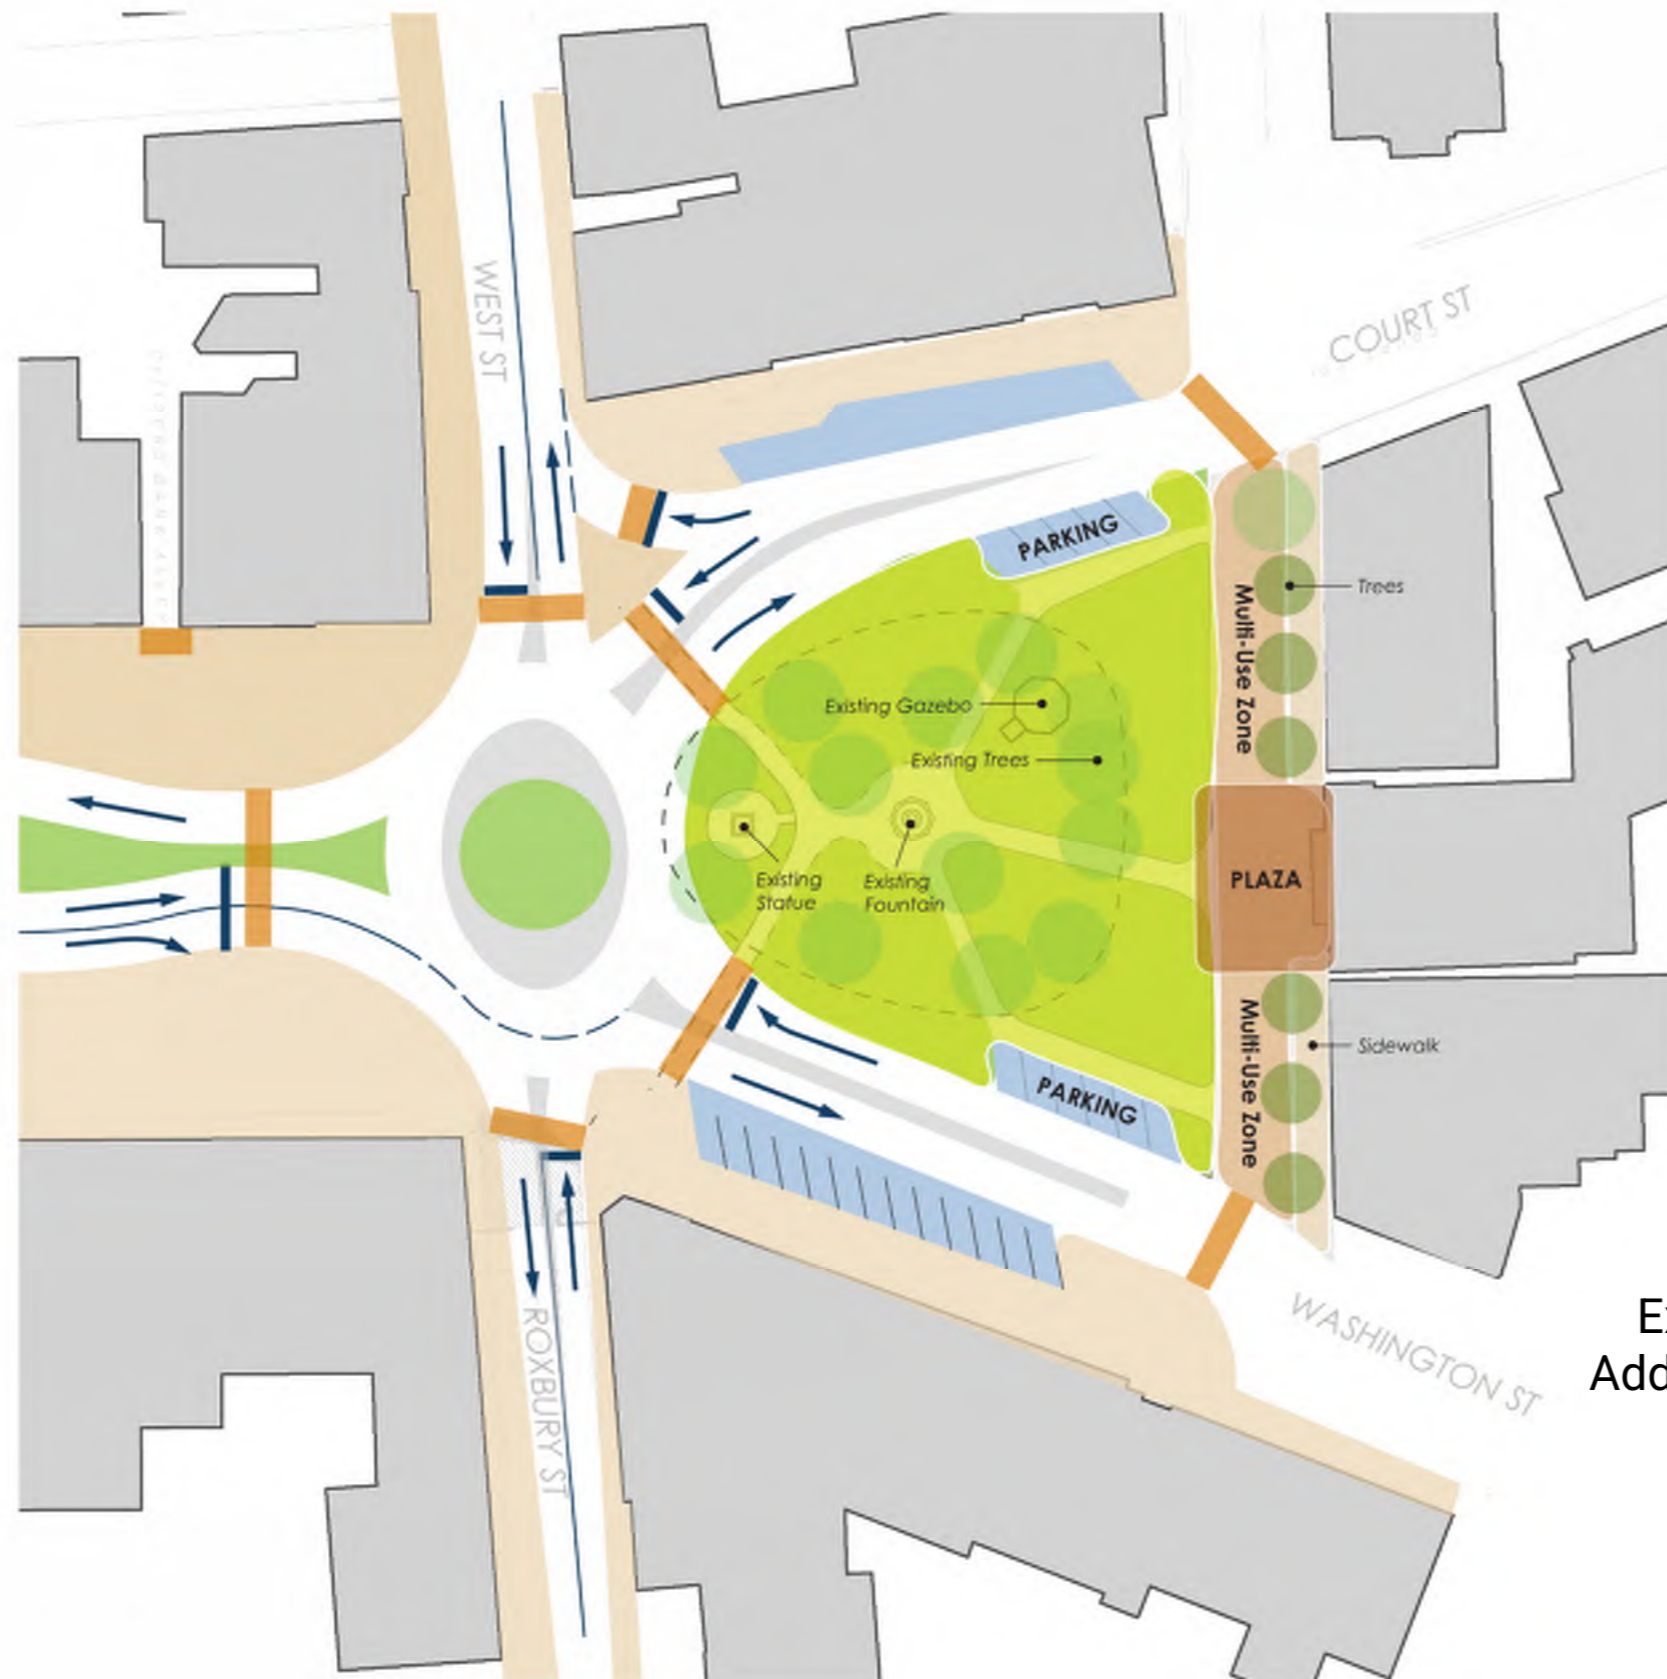 WEST ST
COURT ST
PARKING
Trees
Multi-Use Zone
Existing Gazebo
Existing Trees
PLAZA
Existing
Statue
Existing
Fountain
Multi-Use Zone
Sidewalk
PARKING
ROXBURY ST
WASHINGTON ST
Add